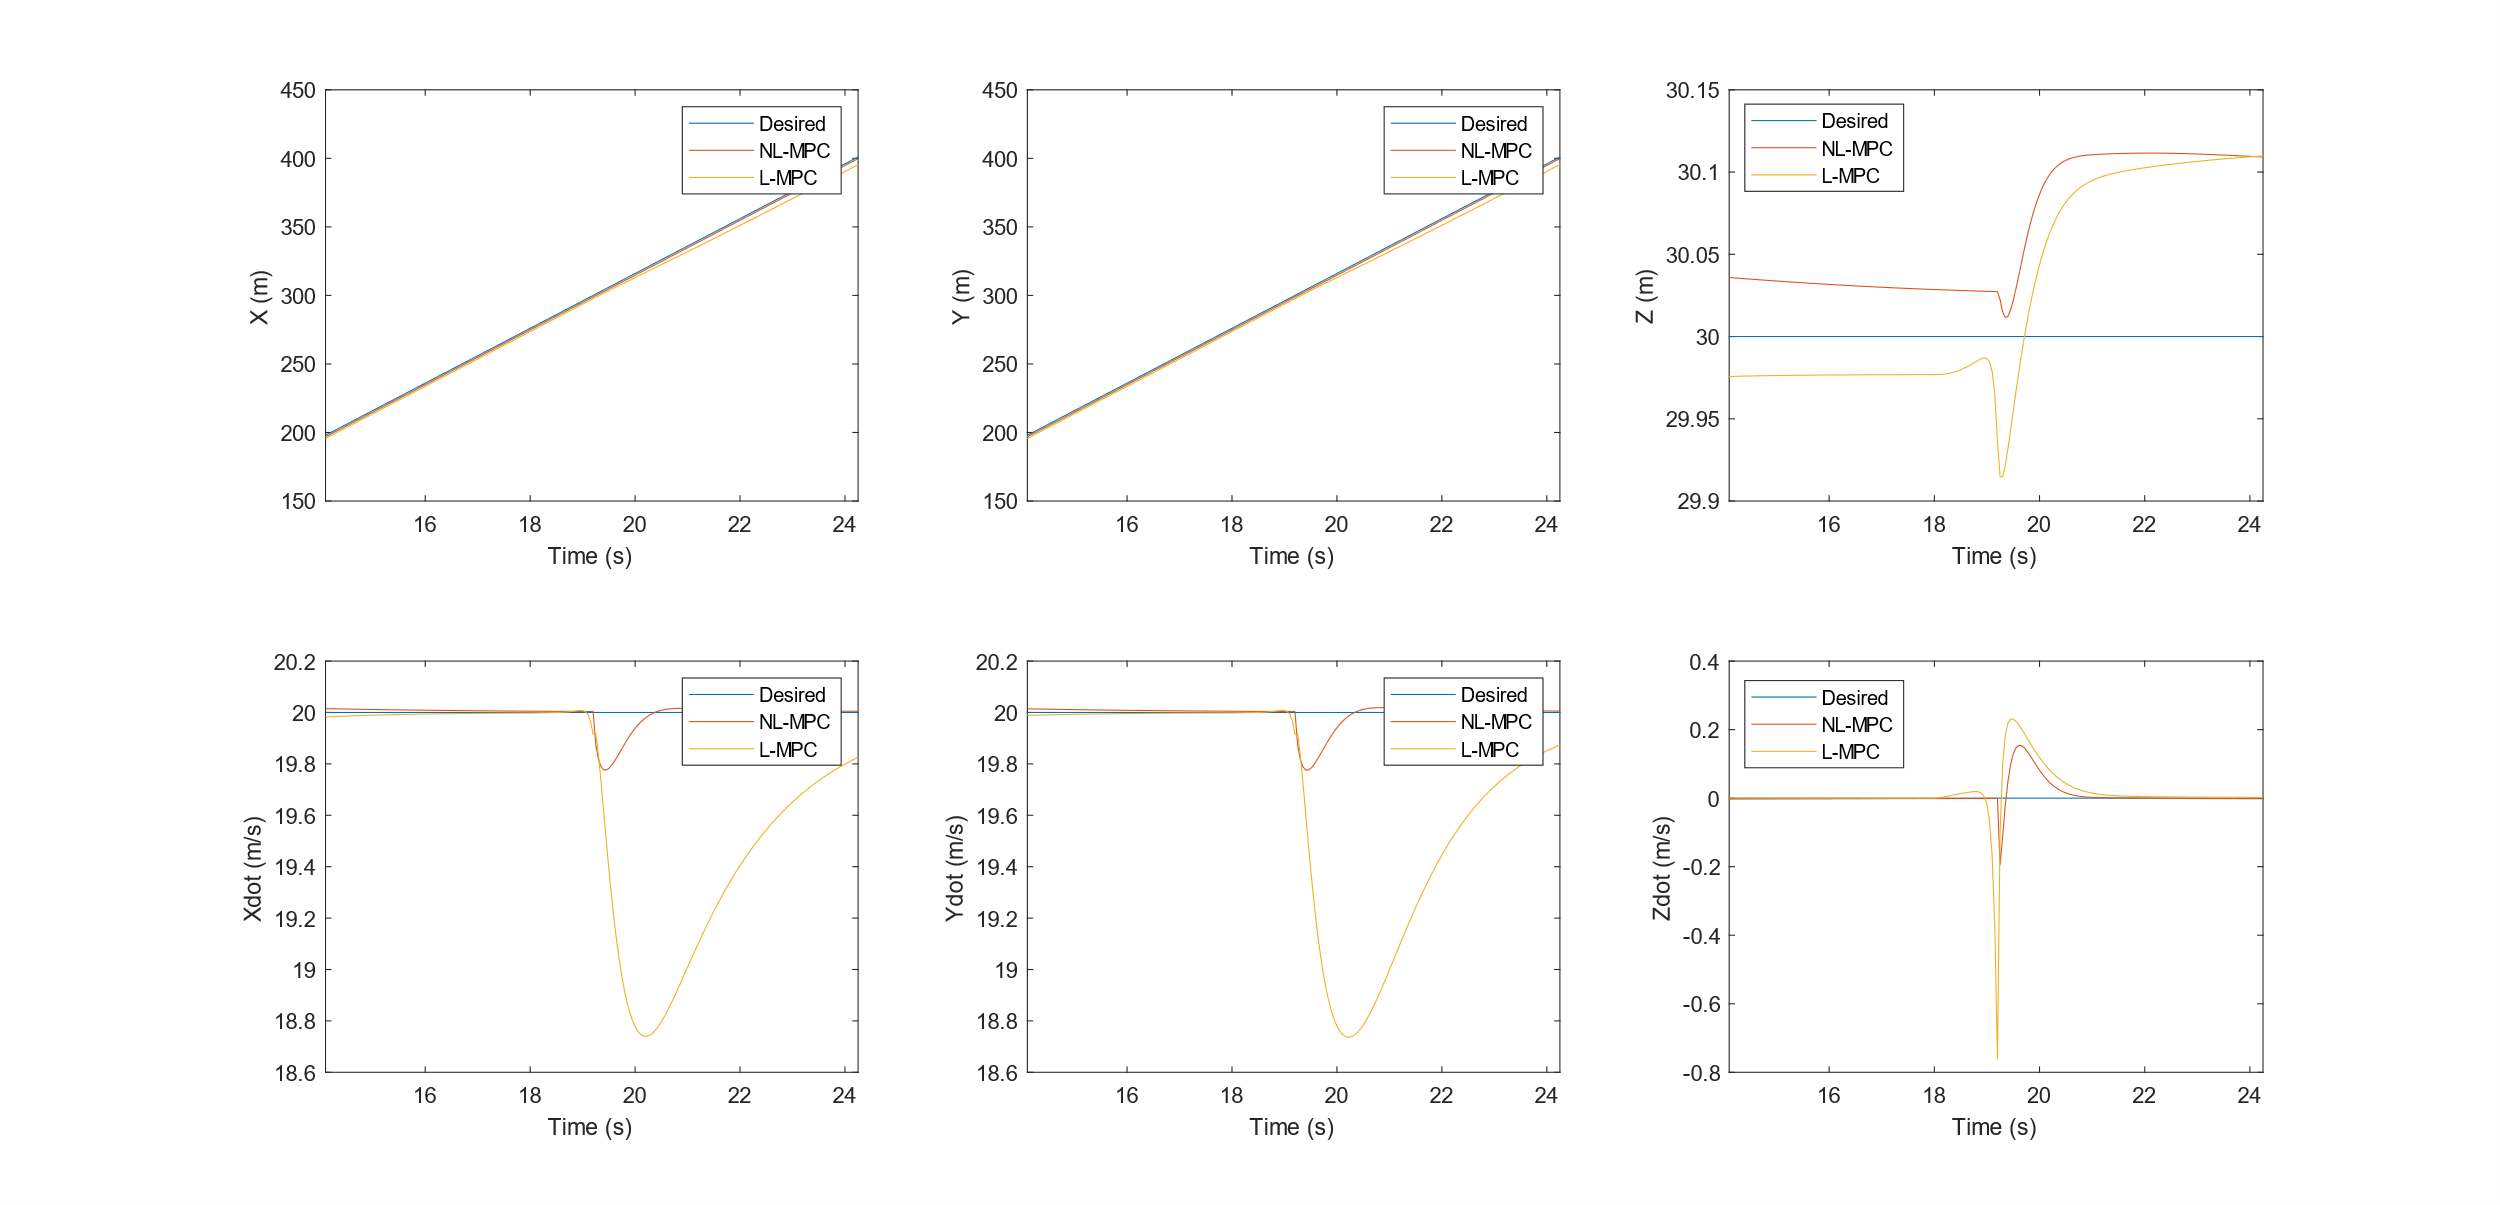 450
400
350
300
250
200
150
X (m)
16 18 20 22 24
Time (s)
Desired
NL-MPC
L-MPC
450
400
350
300
250
200
150
Y (m)
16 18 20 22 24
Time (s)
Desired
NL-MPC
L-MPC
30.15
30.1
30.05
30
29.95
29.9
Z (m)
16 18 20 22 24
Time (s)
Desired
NL-MPC
L-MPC
20.2
20
19.8
19.6
19.4
19.2
19
18.8
18.6
Xdot (m/s)
16 18 20 22 24
Time (s)
Desired
NL-MPC
L-MPC
20.2
20
19.8
19.6
19.4
19.2
19
18.8
18.6
Ydot (m/s)
16 18 20 22 24
Time (s)
Desired
NL-MPC
L-MPC
0.4
0.2
0
-0.2
-0.4
-0.6
-0.8
Zdot (m/s)
16 18 20 22 24
Time (s)
Desired
NL-MPC
L-MPC